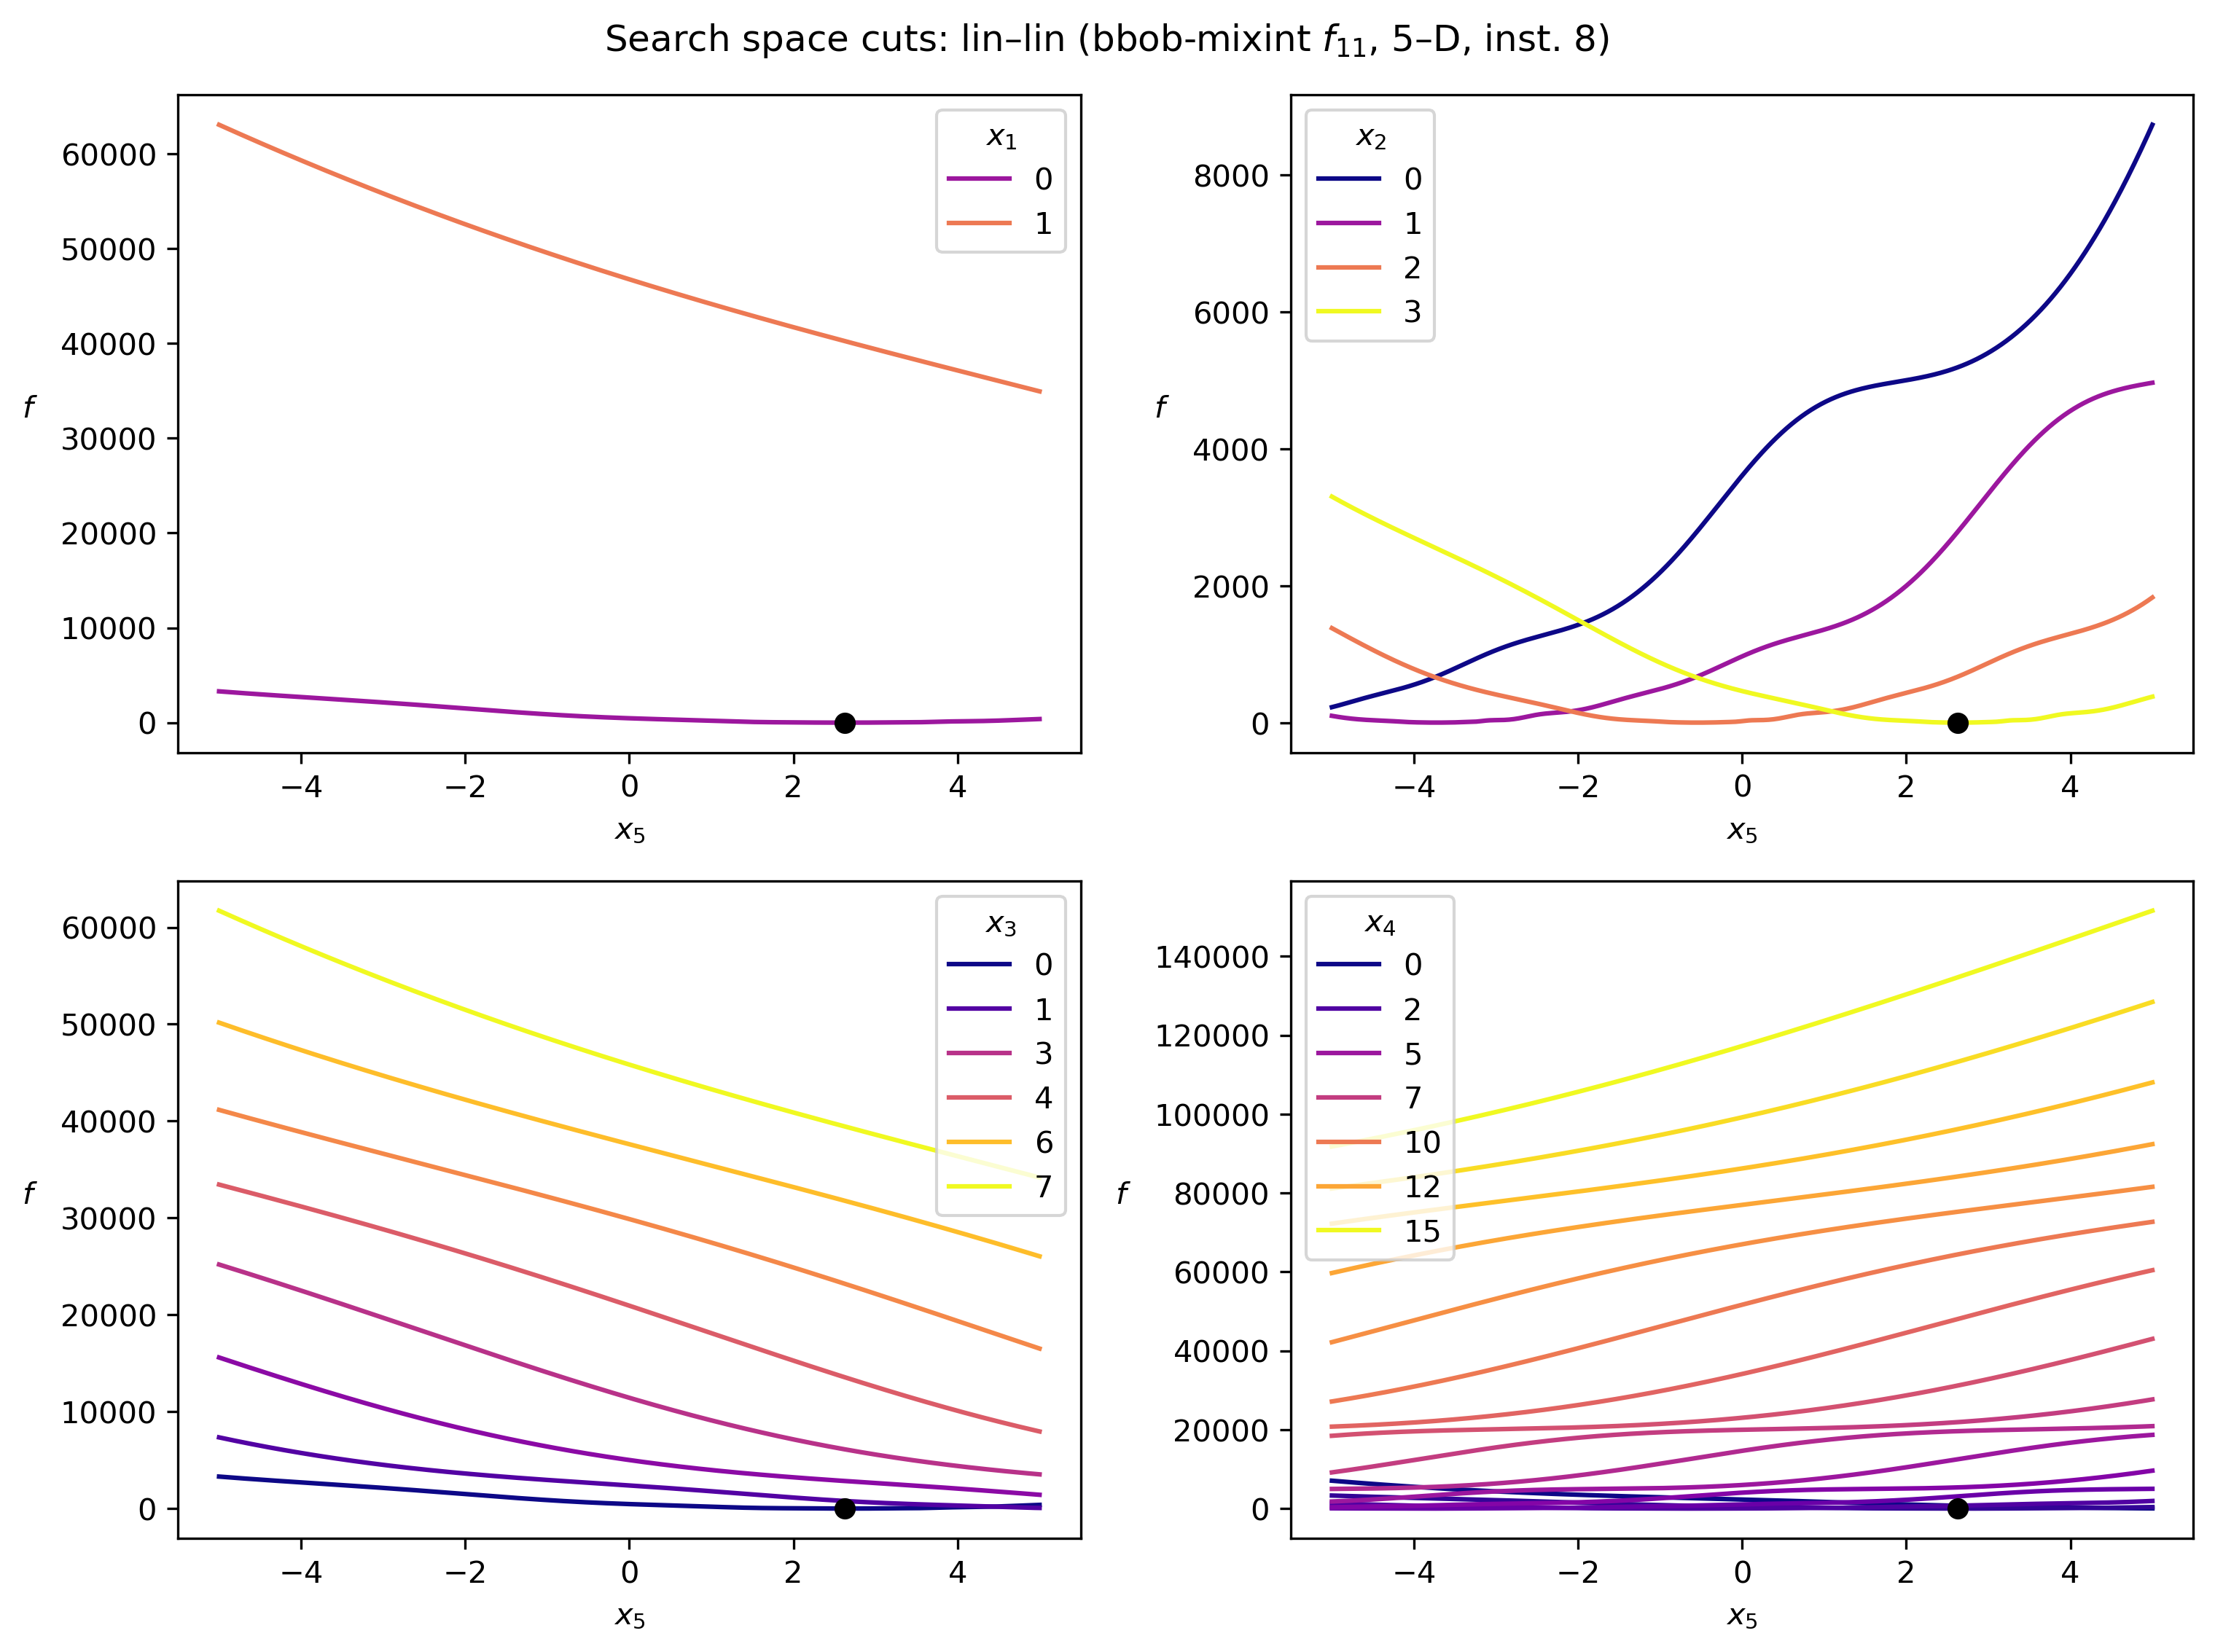 Search space cuts: lin–lin (bbob-mixint f₁₁, 5–D, inst. 8)
x₁
0
1
60000
50000
40000
30000
20000
10000
0
f
−4 −2 0 2 4
x₅
x₂
0
1
2
3
8000
6000
4000
2000
0
f
−4 −2 0 2 4
x₅
x₃
0
1
3
4
6
7
60000
50000
40000
30000
20000
10000
0
f
−4 −2 0 2 4
x₅
x₄
0
2
5
7
10
12
15
140000
120000
100000
80000
60000
40000
20000
0
f
−4 −2 0 2 4
x₅